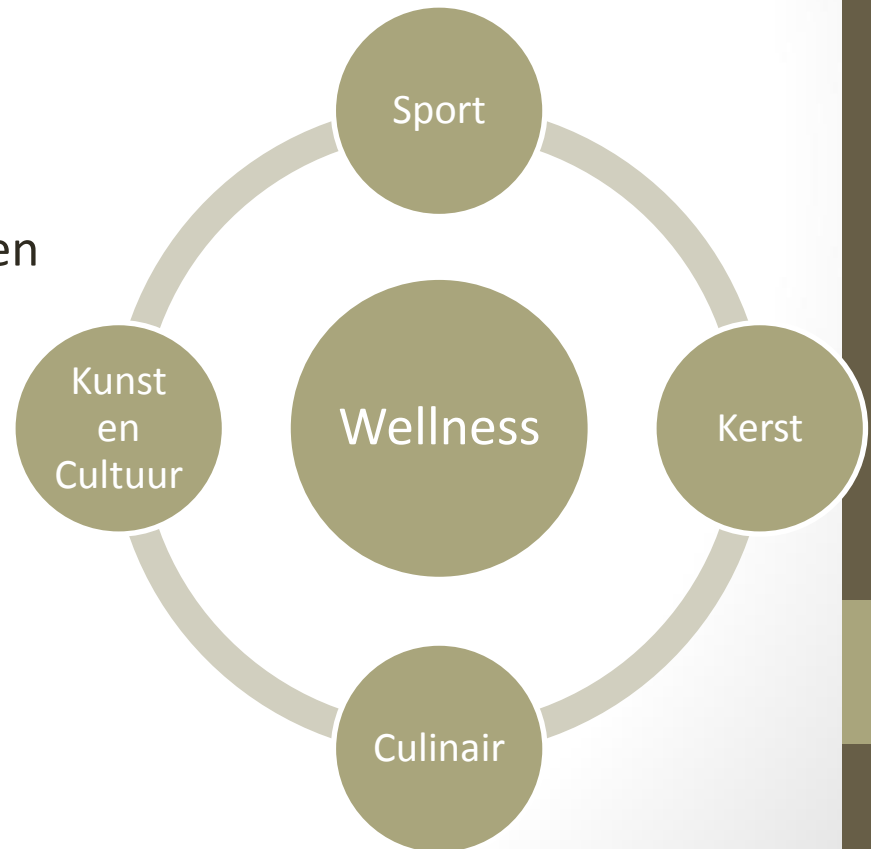 Sport
en
Kunst
en
Cultuur
Wellness
Kerst
Culinair